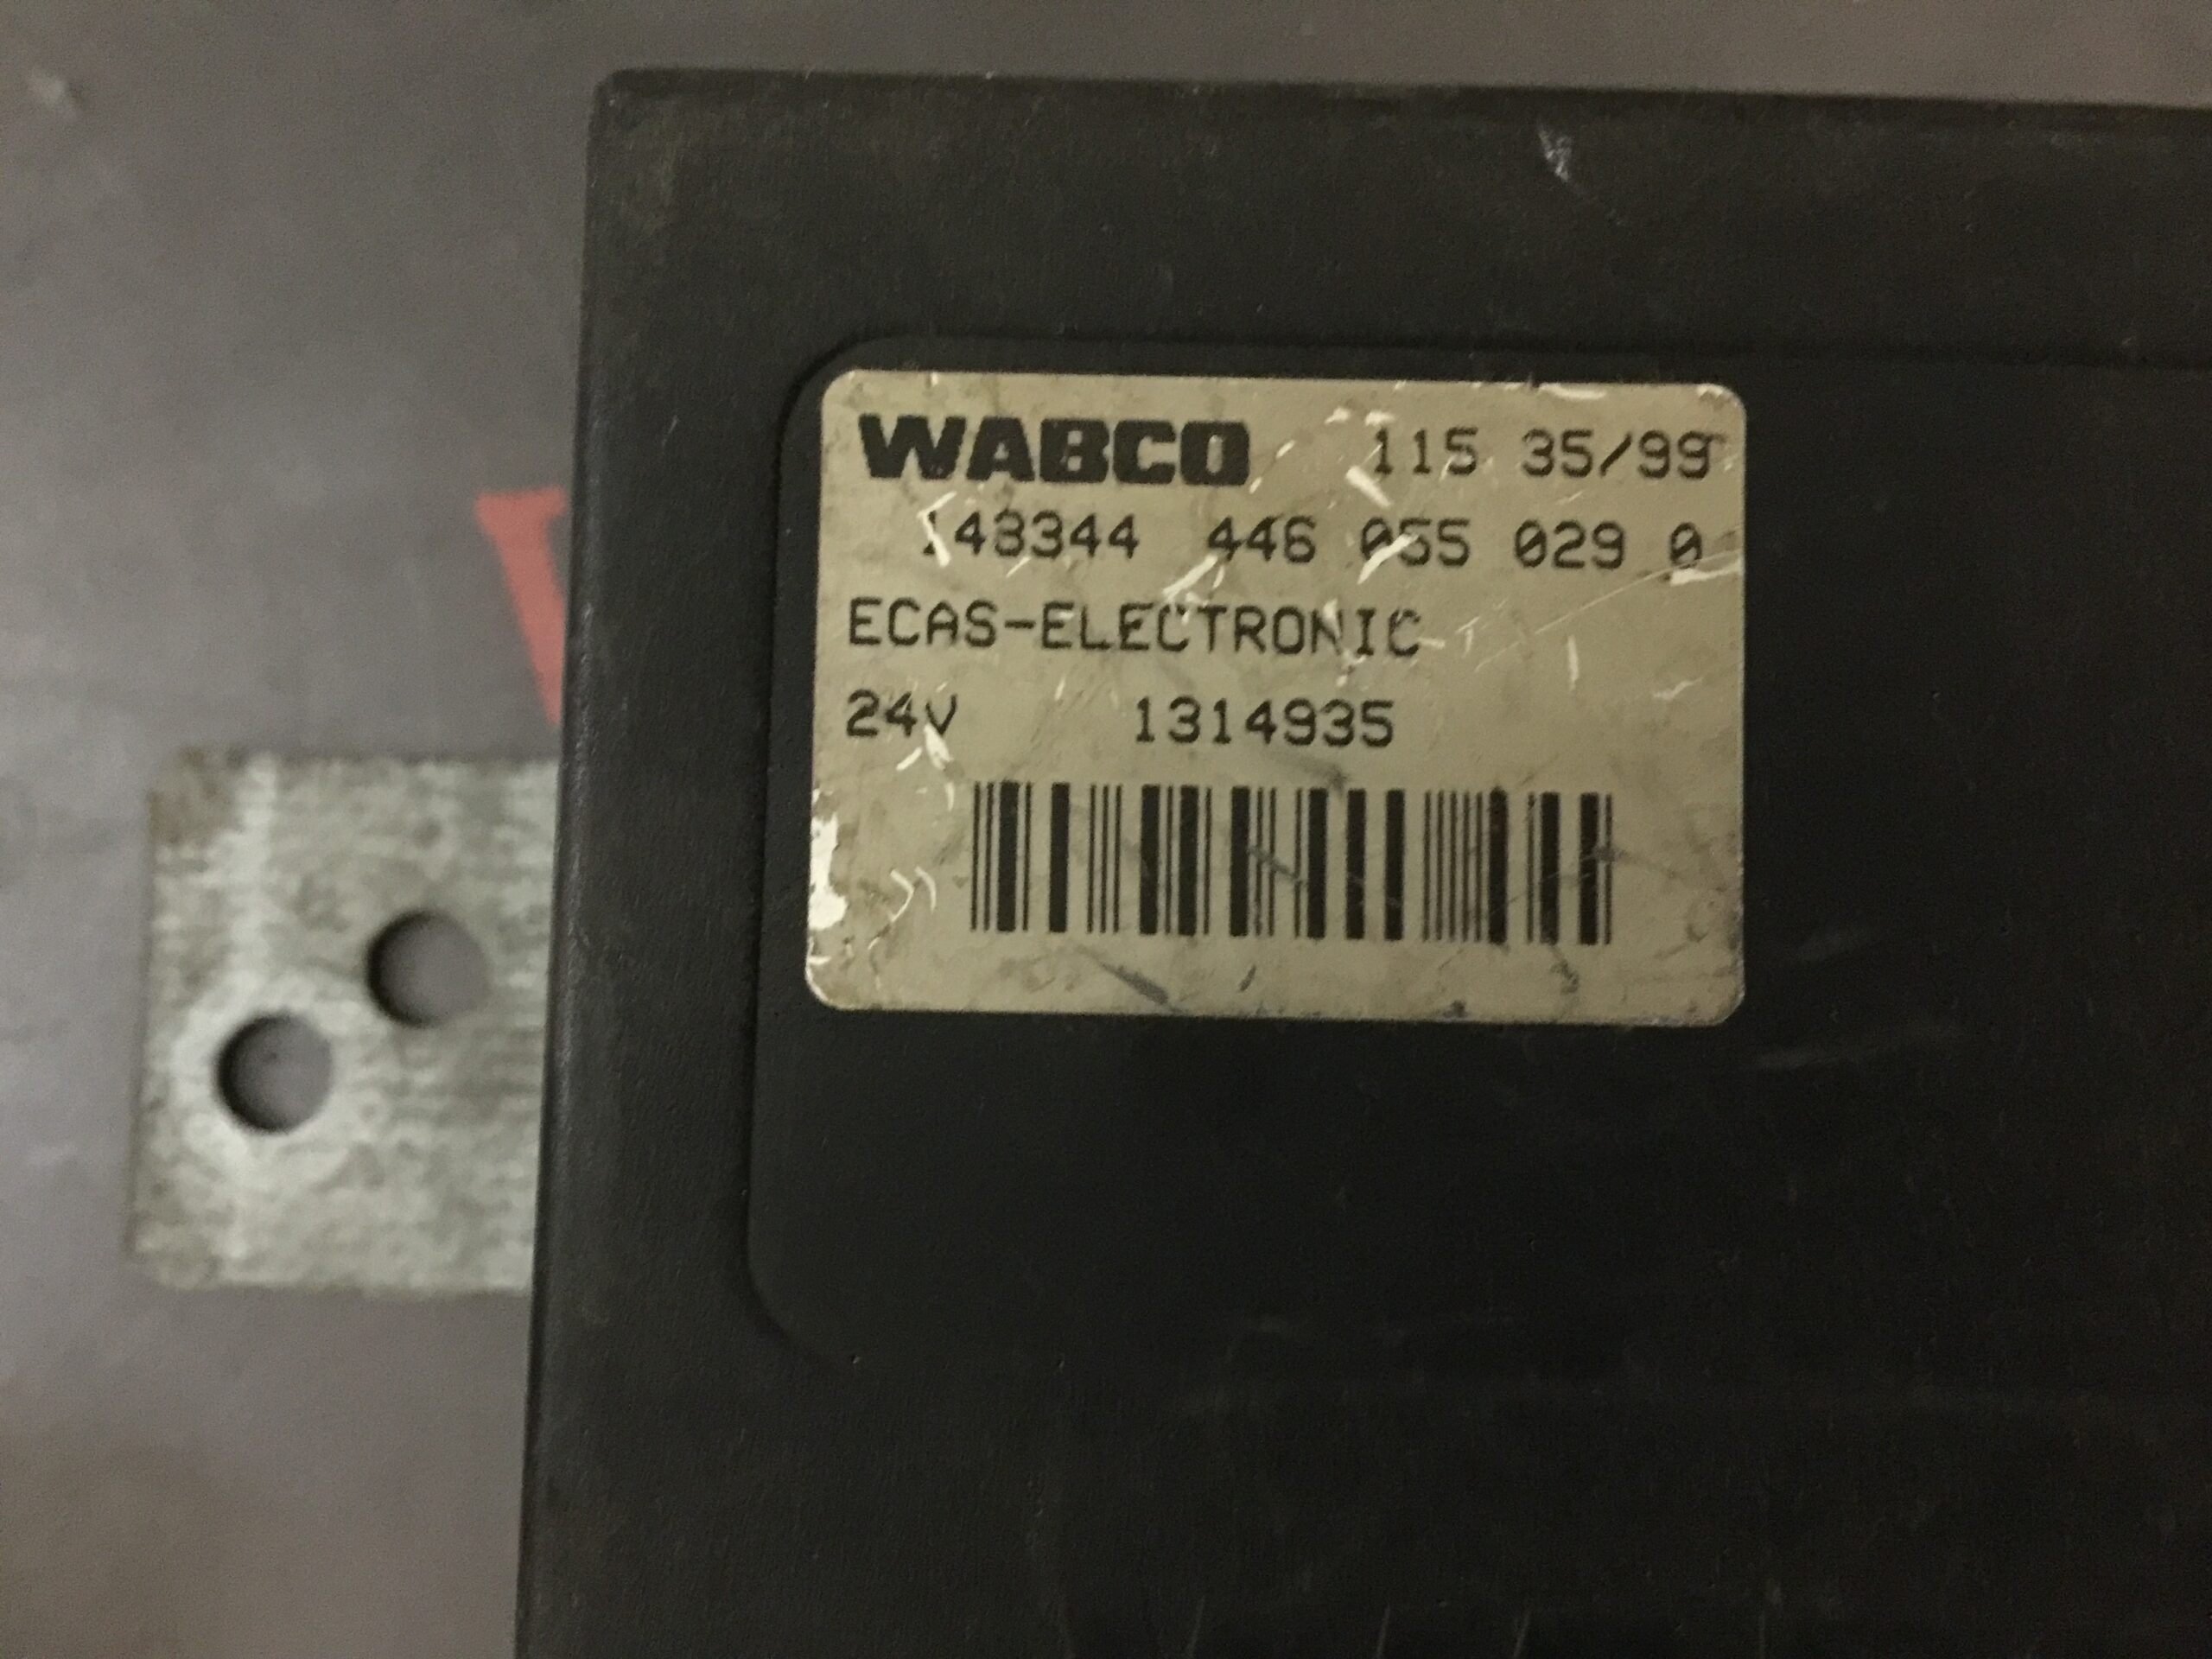 WABCO 115 35/99
148344 446 055 029 0
ECAS-ELECTRONIC
24V 1314935